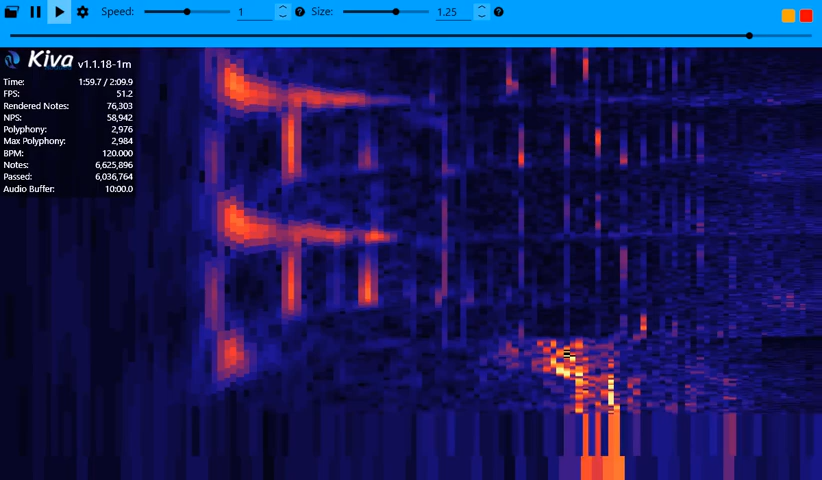 Speed: 1 Size: 1.25
Kiva v1.1.18-1m
Time: 1:59.7 / 2:09.9
FPS: 51.2
Rendered Notes: 76,303
NPS: 58,942
Polyphony: 2,976
Max Polyphony: 2,984
BPM: 120.000
Notes: 6,625,896
Passed: 6,036,764
Audio Buffer: 10:00.0